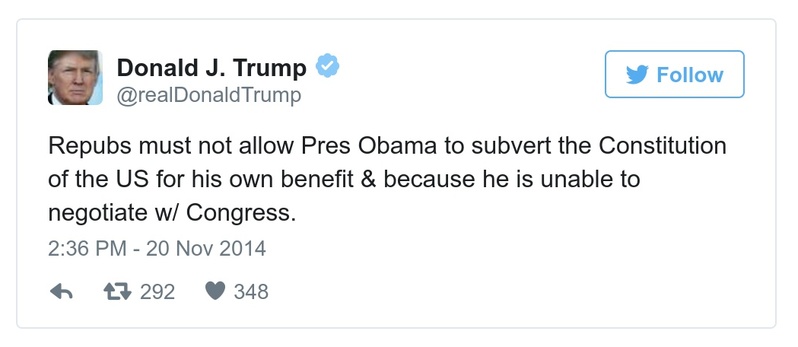 Donald J. Trump
@realDonaldTrump
Follow
Repubs must not allow Pres Obama to subvert the Constitution
of the US for his own benefit & because he is unable to
negotiate w/ Congress.
2:36 PM - 20 Nov 2014
292 348